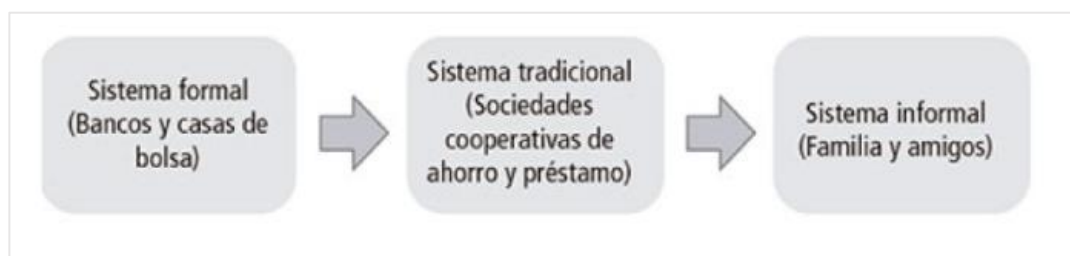 Sistema formal
(Bancos y casas de
bolsa)
Sistema tradicional
(Sociedades
cooperativas de
ahorro y préstamo)
Sistema informal
(Familia y amigos)